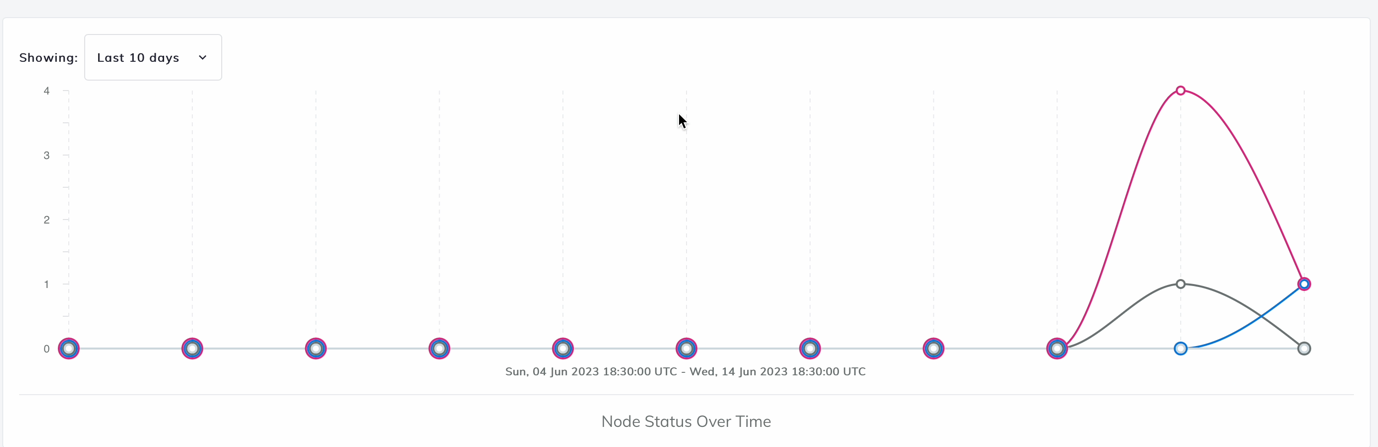 Showing: Last 10 days
4
3
2
1
0
Sun, 04 Jun 2023 18:30:00 UTC - Wed, 14 Jun 2023 18:30:00 UTC
Node Status Over Time